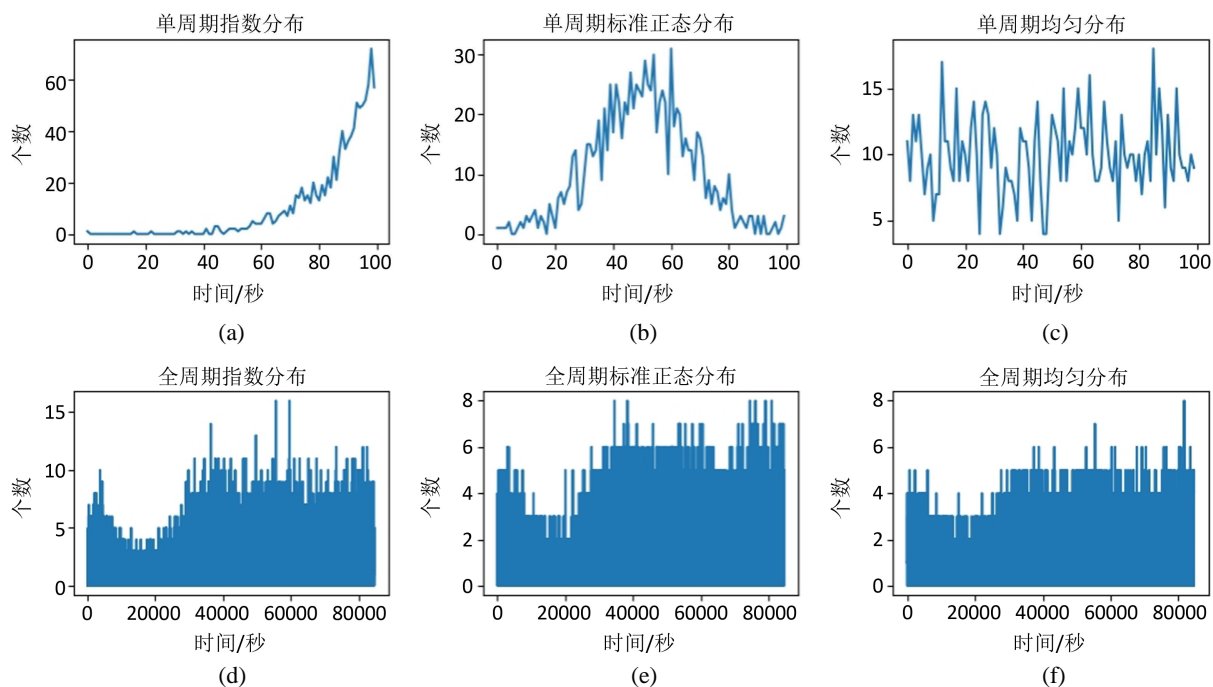 单周期指数分布
60
40
20
0
个数
0 20 40 60 80 100
时间/秒
(a)
单周期标准正态分布
30
20
10
0
个数
0 20 40 60 80 100
时间/秒
(b)
单周期均匀分布
15
10
5
个数
0 20 40 60 80 100
时间/秒
(c)
全周期指数分布
15
10
5
0
个数
0 20000 40000 60000 80000
时间/秒
(d)
全周期标准正态分布
8
6
4
2
0
个数
0 20000 40000 60000 80000
时间/秒
(e)
全周期均匀分布
8
6
4
2
0
个数
0 20000 40000 60000 80000
时间/秒
(f)